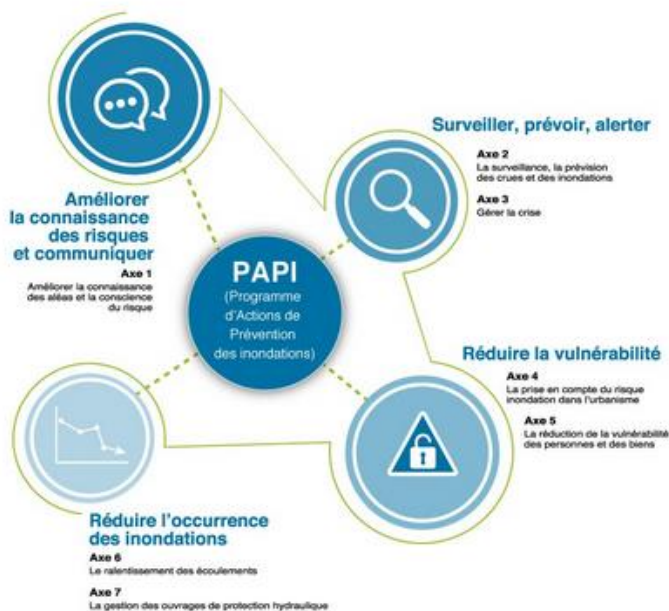 Améliorer
la connaissance
des risques
et communiquer
Axe 1
Améliorer la connaissance
des aléas et la conscience
du risque
PAPI
(Programme
d'Actions de
Prévention
des inondations)
Surveiller, prévoir, alerter
Axe 2
La surveillance, la prévision
des crues et des inondations
Axe 3
Gérer la crise
Réduire la vulnérabilité
Axe 4
La prise en compte du risque
inondation dans l'urbanisme
Axe 5
La réduction de la vulnérabilité
des personnes et des biens
Réduire l'occurrence
des inondations
Axe 6
Le ralentissement des écoulements
Axe 7
La gestion des ouvrages de protection hydraulique